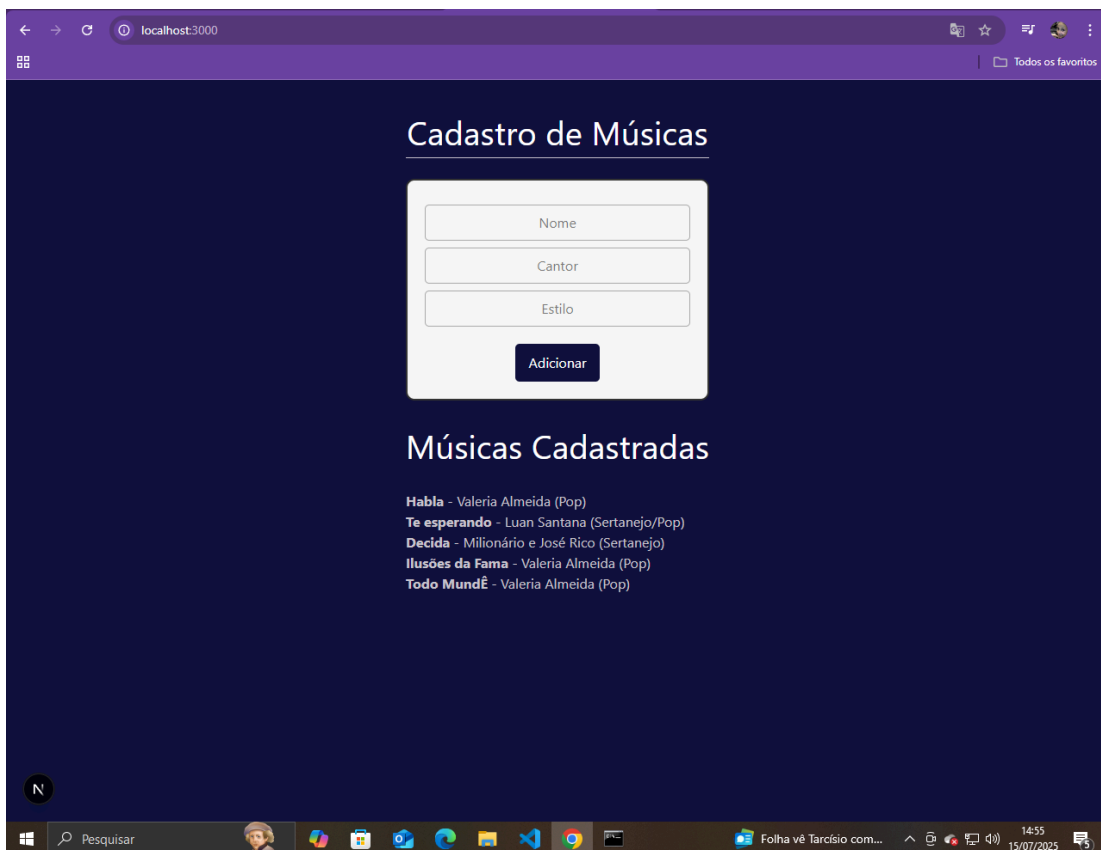 localhost:3000
Todos os favoritos
Cadastro de Músicas
Nome
Cantor
Estilo
Adicionar
Músicas Cadastradas
Habla - Valeria Almeida (Pop)
Te esperando - Luan Santana (Sertanejo/Pop)
Decida - Milionário e José Rico (Sertanejo)
Ilusões da Fama - Valeria Almeida (Pop)
Todo MundÊ - Valeria Almeida (Pop)
N
Pesquisar
Folha vê Tarcísio com...
14:55
15/07/2025
5